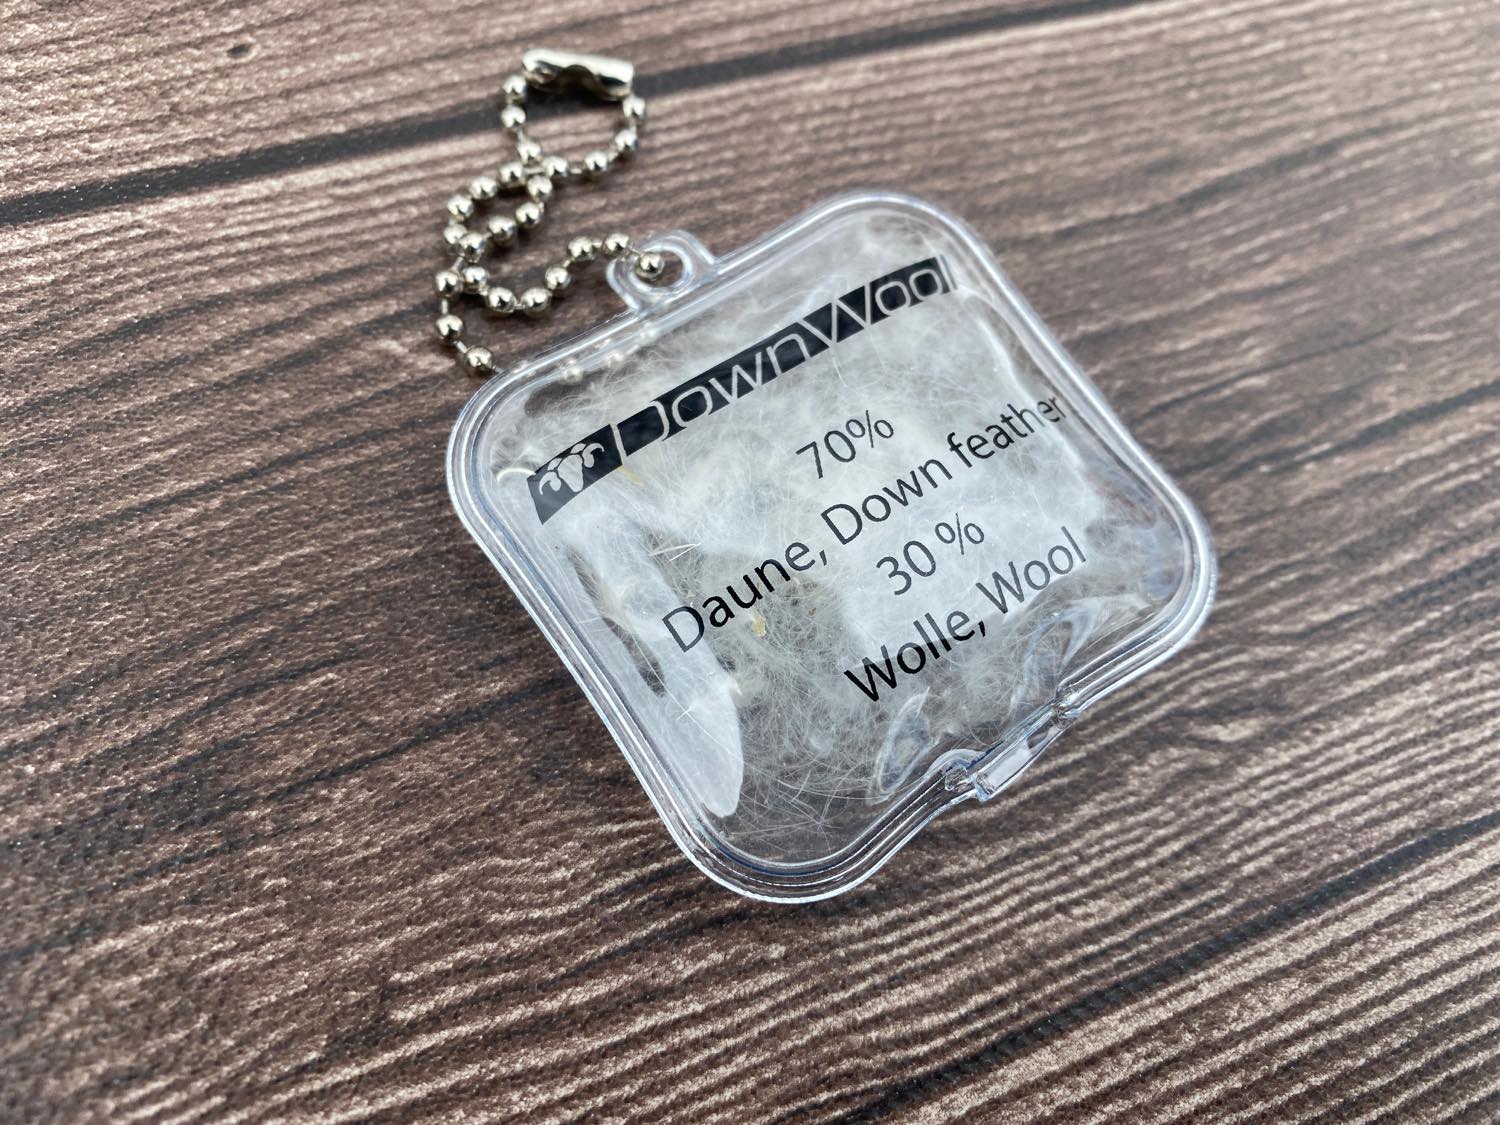 DownWool
70%
Daune, Down feather
30 %
Wolle, Wool